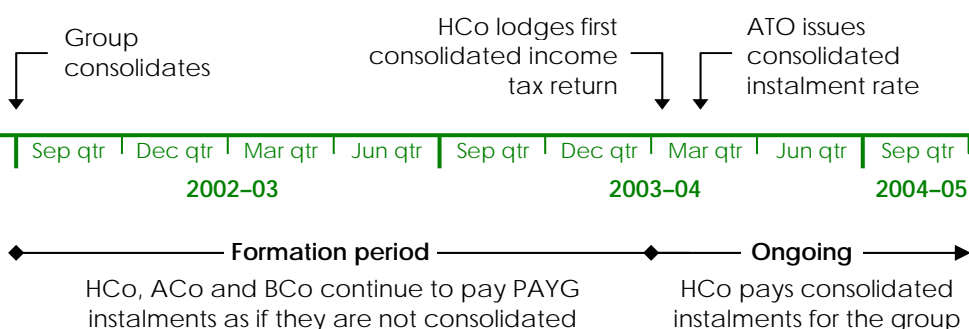 Group
consolidates
HCo lodges first
consolidated income
tax return
ATO issues
consolidated
instalment rate
Sep qtr Dec qtr Mar qtr Jun qtr Sep qtr Dec qtr Mar qtr Jun qtr Sep qtr
2002–03 2003–04 2004–05
Formation period Ongoing
HCo, ACo and BCo continue to pay PAYG
instalments as if they are not consolidated
HCo pays consolidated
instalments for the group